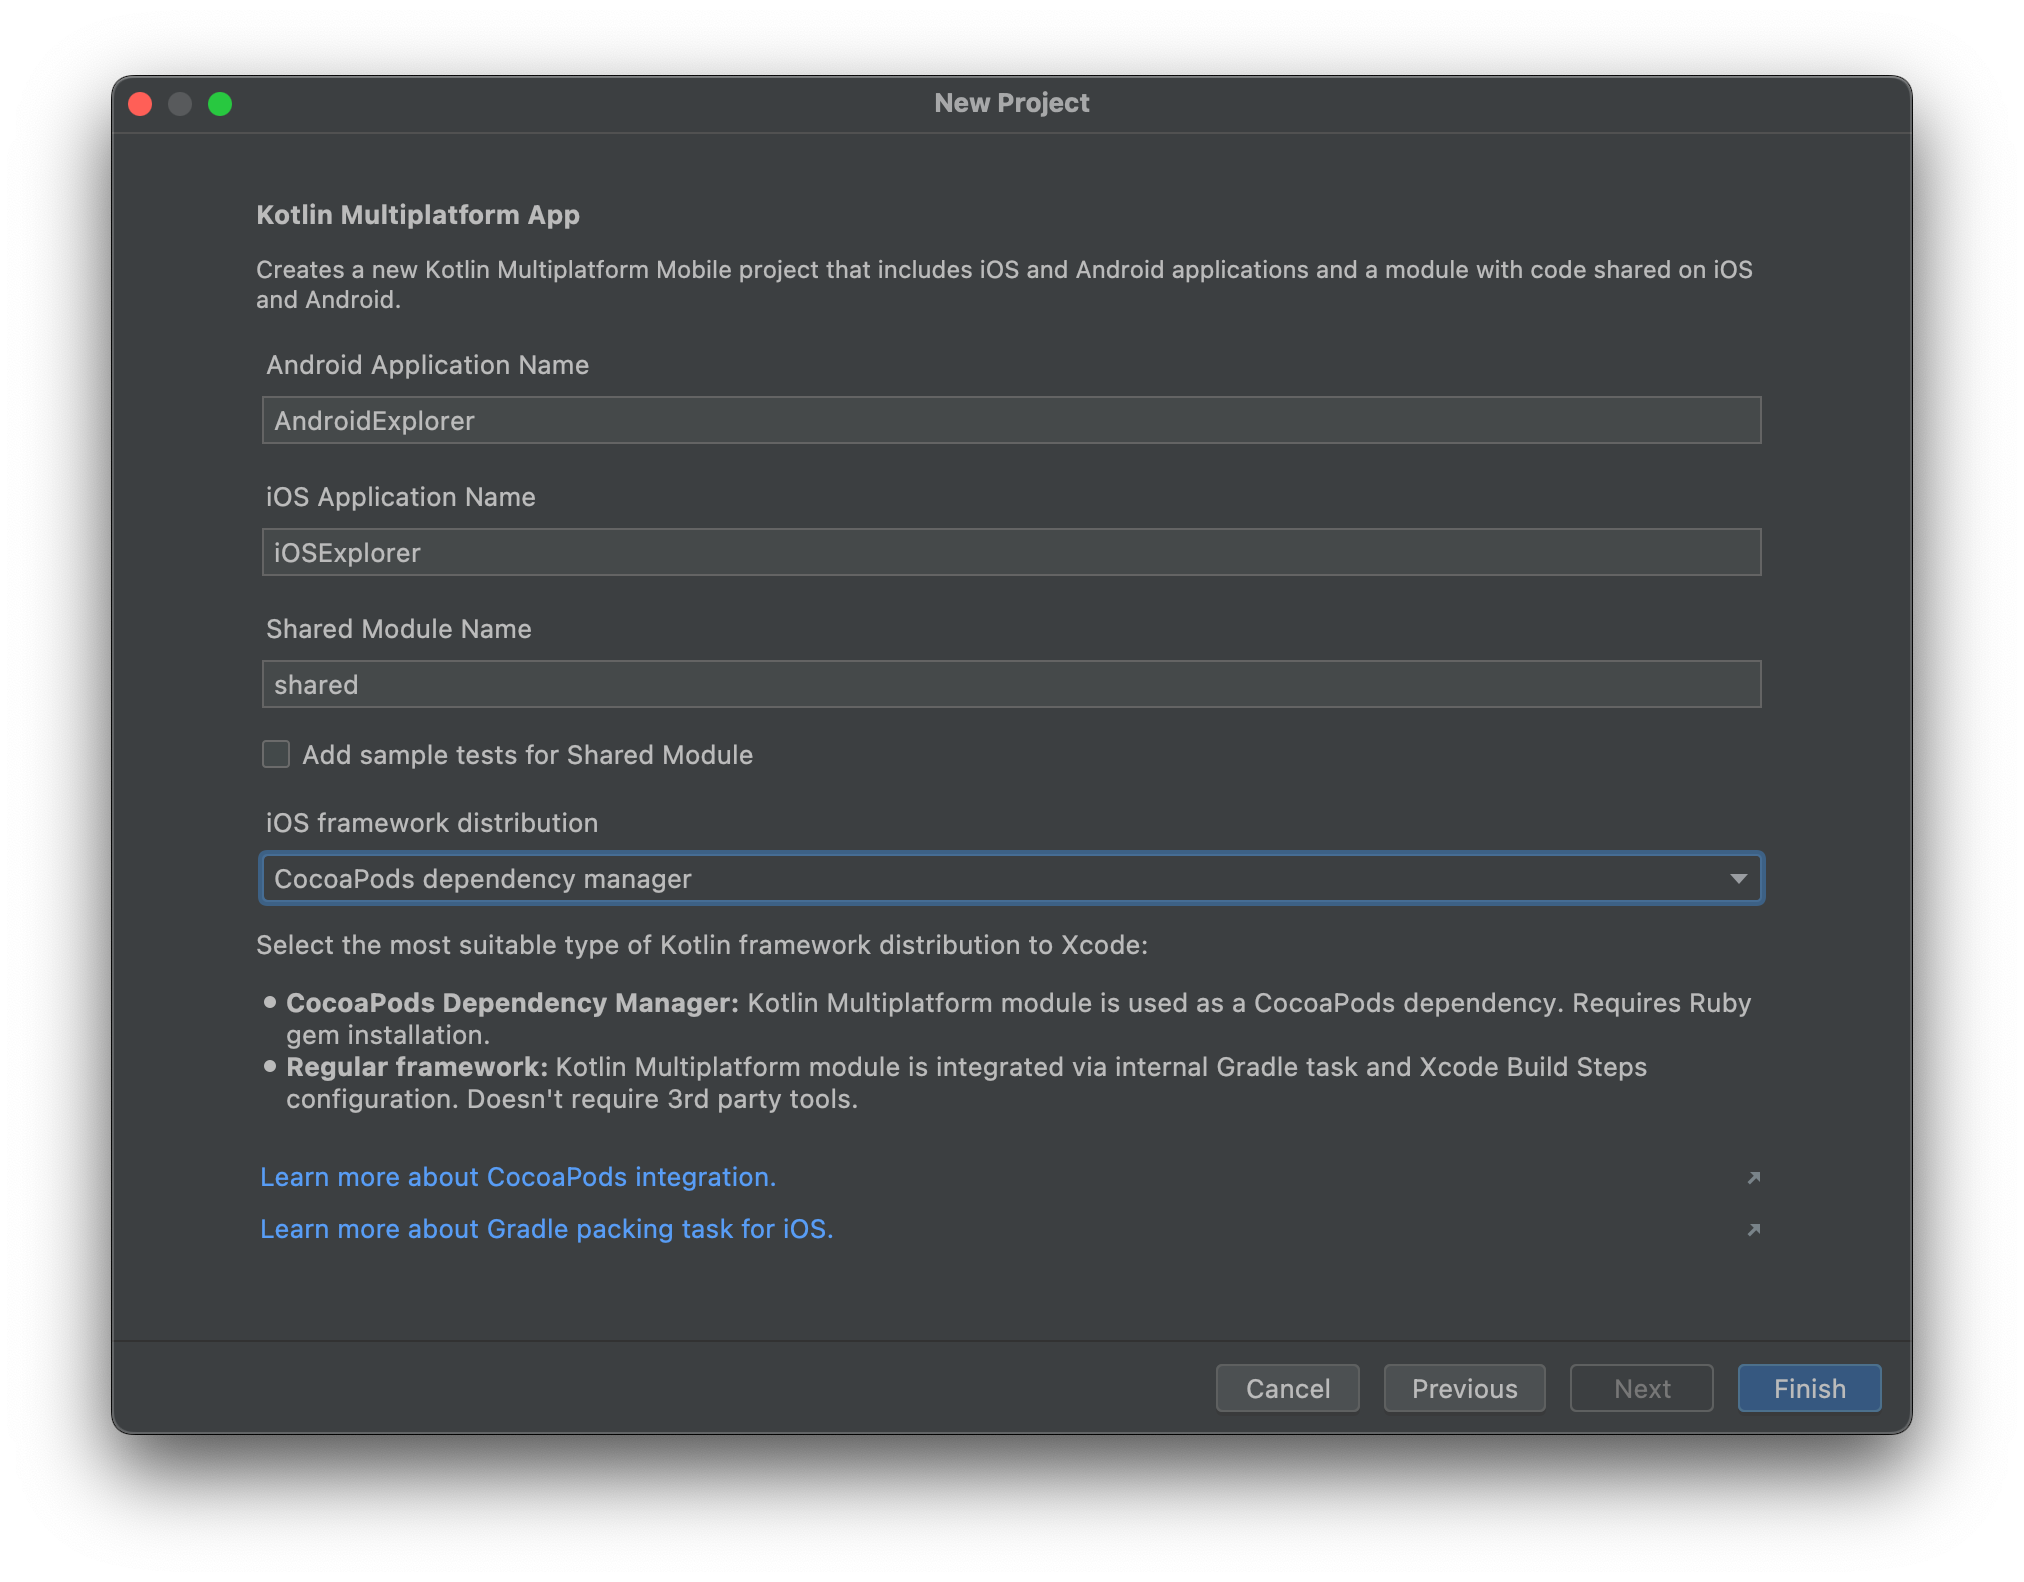 New Project
Kotlin Multiplatform App
Creates a new Kotlin Multiplatform Mobile project that includes iOS and Android applications and a module with code shared on iOS
and Android.
Android Application Name
AndroidExplorer
iOS Application Name
iOSExplorer
Shared Module Name
shared
Add sample tests for Shared Module
iOS framework distribution
CocoaPods dependency manager
Select the most suitable type of Kotlin framework distribution to Xcode:
• CocoaPods Dependency Manager: Kotlin Multiplatform module is used as a CocoaPods dependency. Requires Ruby
gem installation.
• Regular framework: Kotlin Multiplatform module is integrated via internal Gradle task and Xcode Build Steps
configuration. Doesn't require 3rd party tools.
Learn more about CocoaPods integration.
Learn more about Gradle packing task for iOS.
Cancel Previous Next Finish